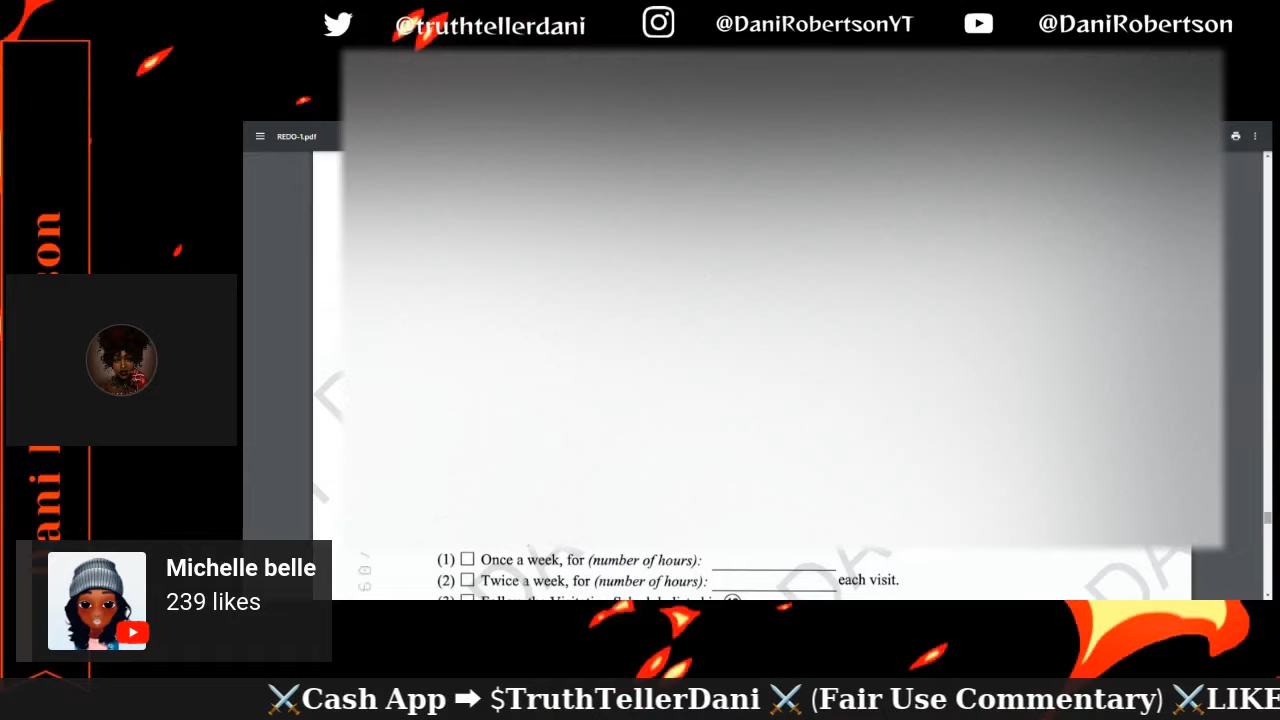 @truthtellerdani
@DaniRobertsonYT
@DaniRobertson
REDO-1.pdf
(1) Once a week, for (number of hours):
(2) Twice a week, for (number of hours): each visit.
Michelle belle
239 likes
⚔Cash App ➡ $TruthTellerDani ⚔ (Fair Use Commentary) ⚔LIKE